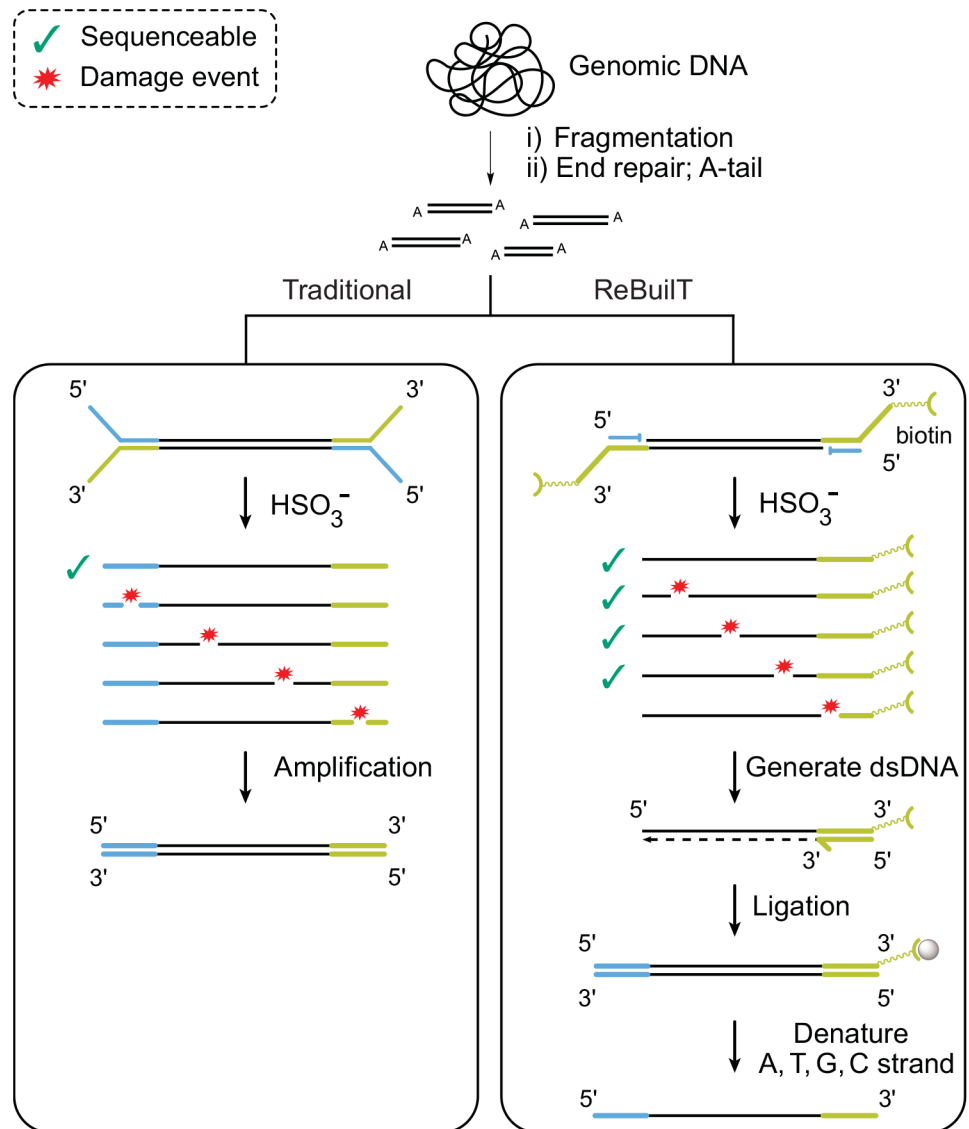 Sequenceable
Damage event
Genomic DNA
i) Fragmentation
ii) End repair; A-tail
A A
A
A A
A
A A
Traditional
ReBuilT
5' 3'
3' 5'
HSO3⁻
Amplification
5' 3'
3' 5'
3'
5'
biotin
5'
3'
HSO3⁻
Generate dsDNA
5' 3'
3' 5'
Ligation
5' 3'
3' 5'
Denature
A, T, G, C strand
5' 3'